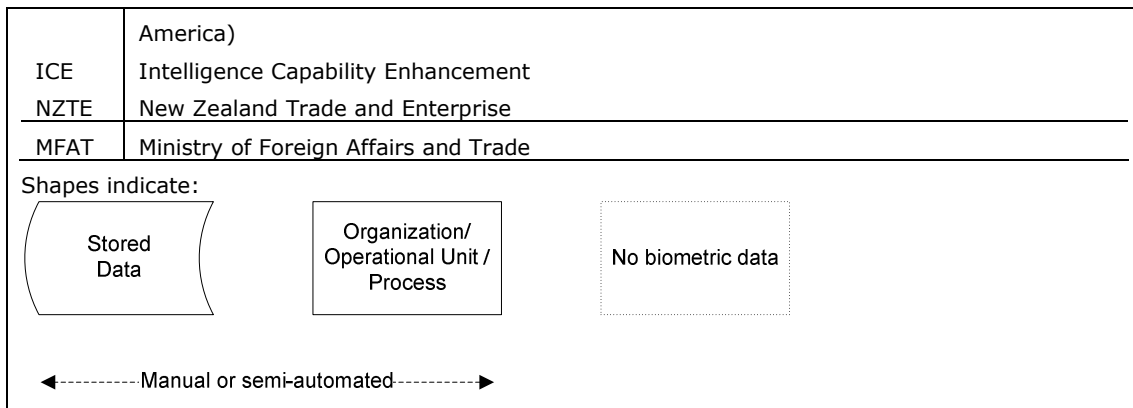 America)
ICE Intelligence Capability Enhancement
NZTE New Zealand Trade and Enterprise
MFAT Ministry of Foreign Affairs and Trade
Shapes indicate:
Stored
Data
Organization/
Operational Unit /
Process
No biometric data
Manual or semi-automated